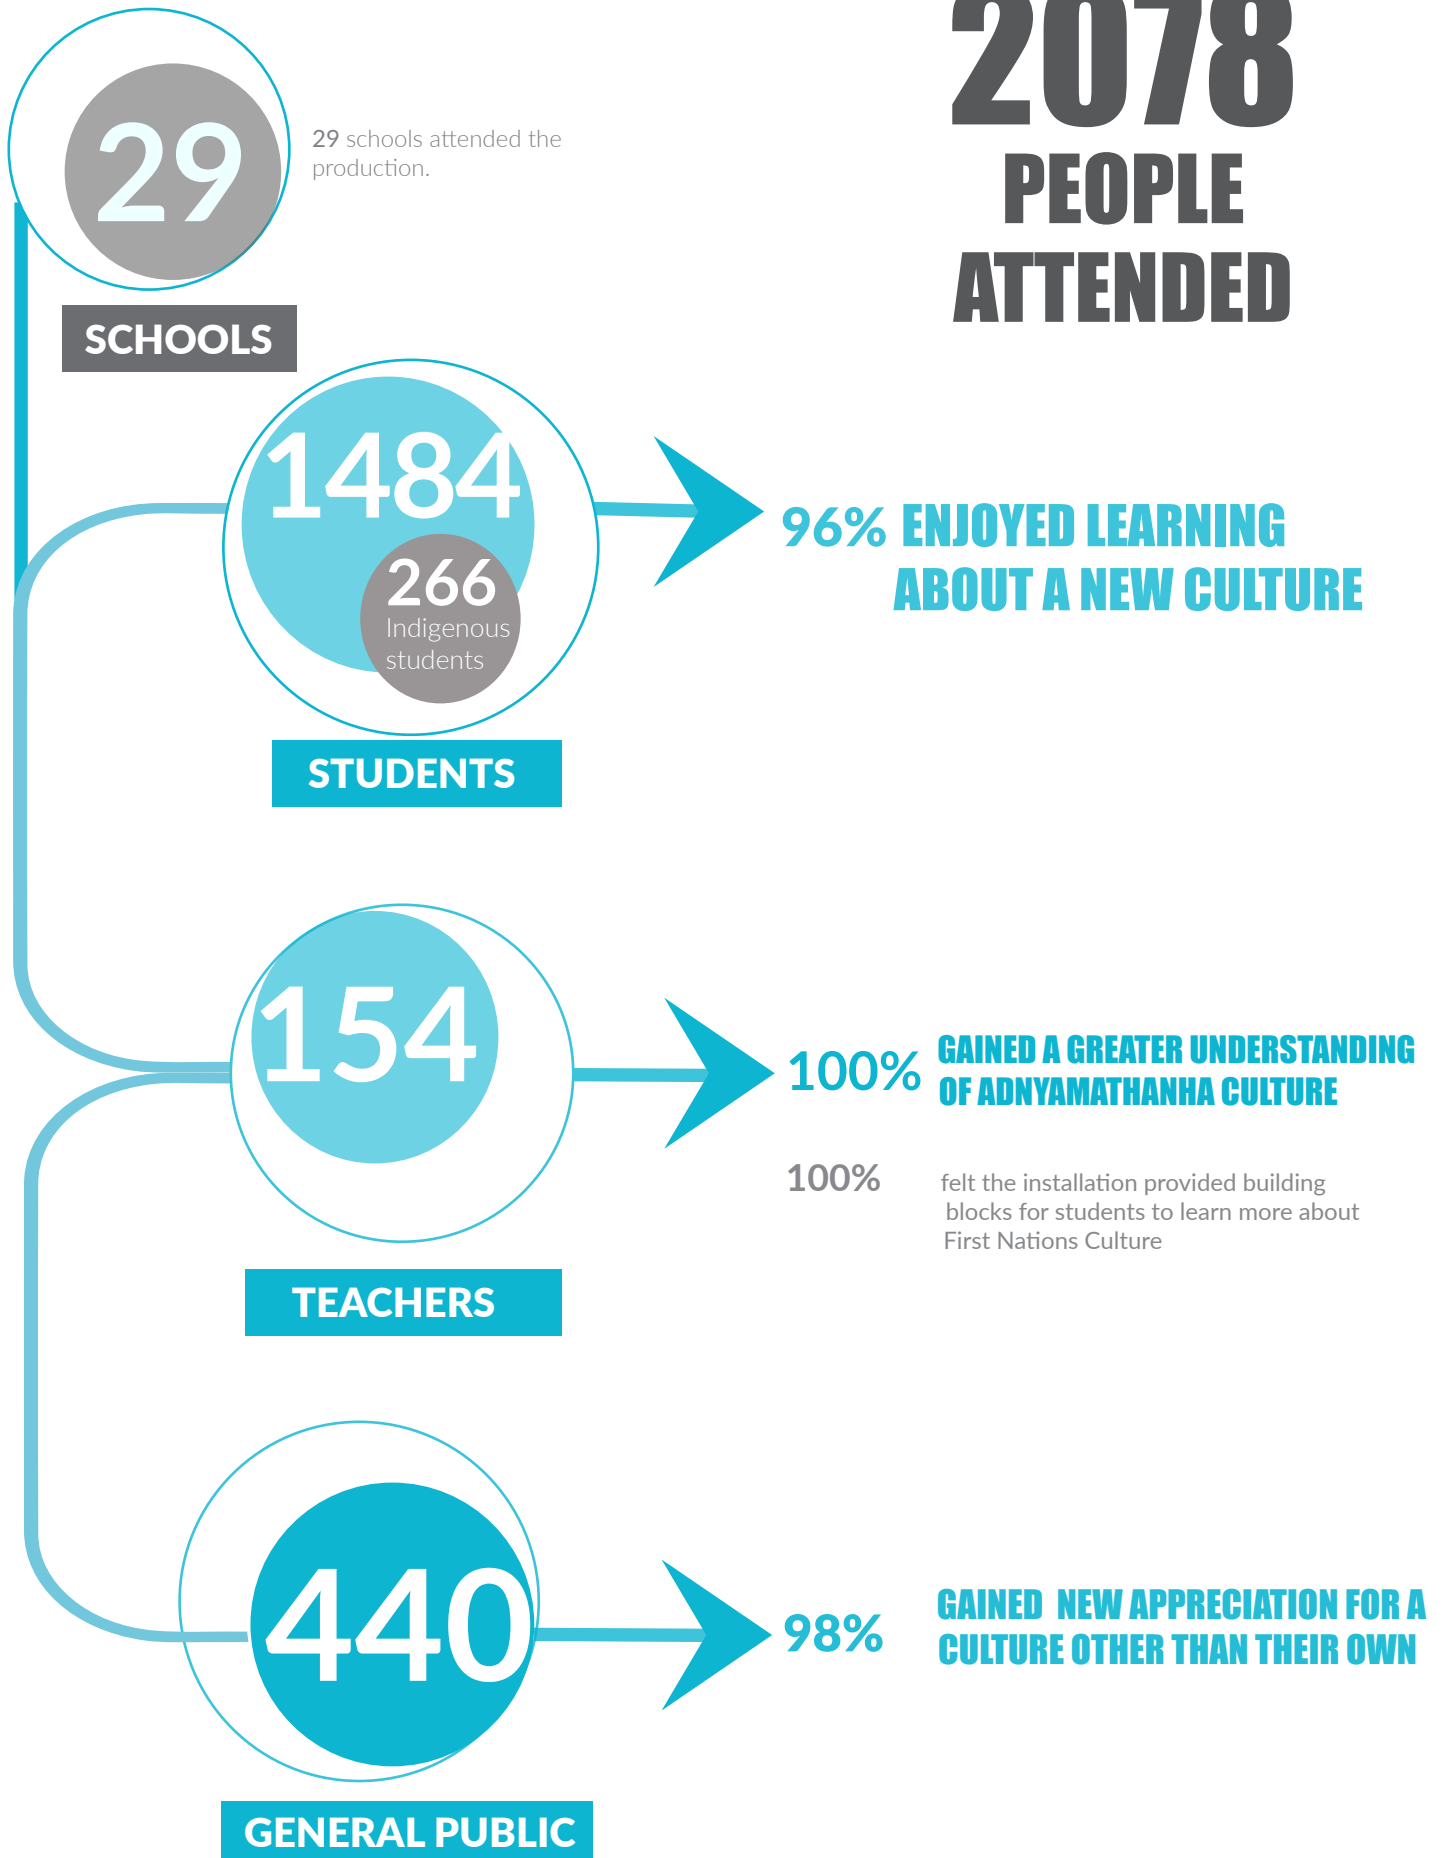 2078
PEOPLE
ATTENDED
29
29 schools attended the
production.
SCHOOLS
1484
266
Indigenous
students
STUDENTS
96% ENJOYED LEARNING
ABOUT A NEW CULTURE
154
TEACHERS
100% GAINED A GREATER UNDERSTANDING
OF ADNYAMATHANHA CULTURE
100% felt the installation provided building
blocks for students to learn more about
First Nations Culture
440
GENERAL PUBLIC
98% GAINED NEW APPRECIATION FOR A
CULTURE OTHER THAN THEIR OWN